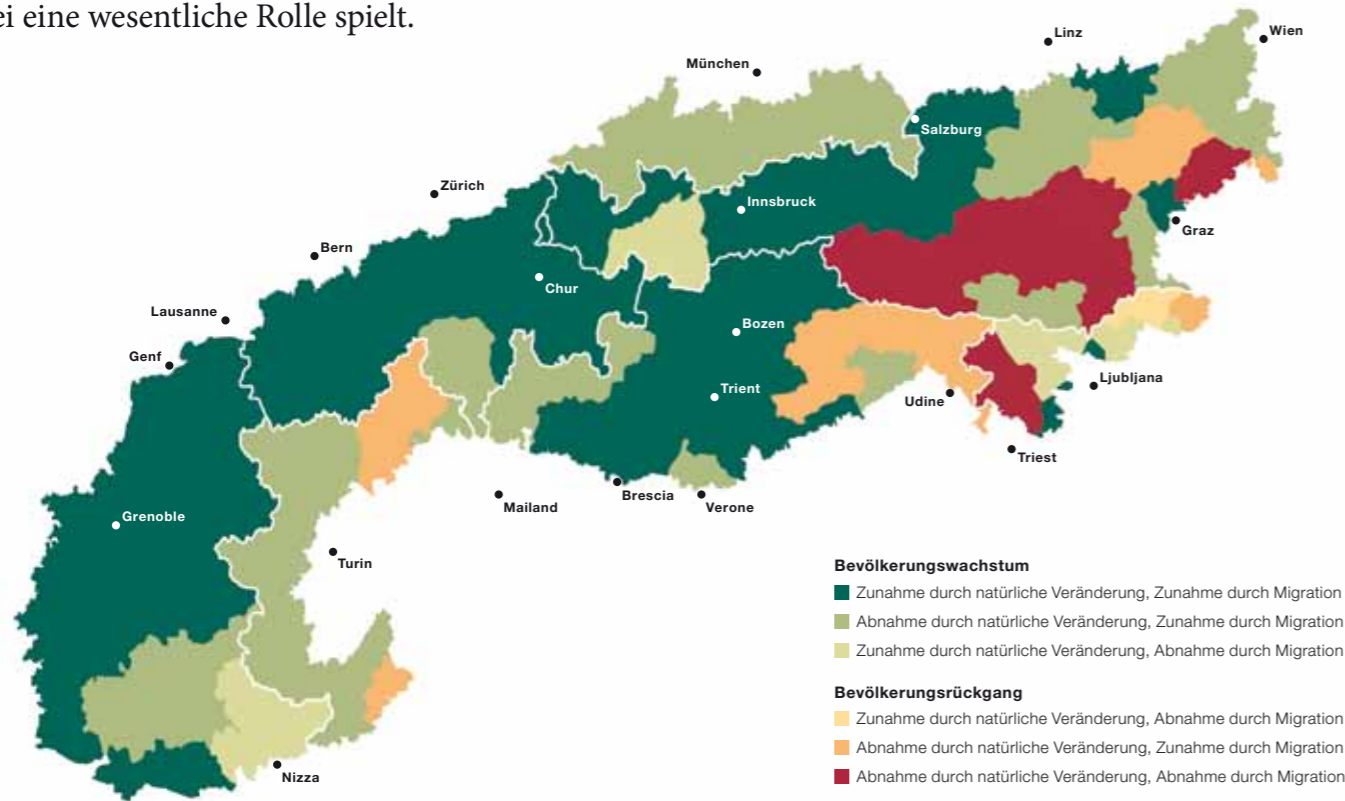 ei eine wesentliche Rolle spielt.
Linz
Wien
München
Salzburg
Zürich
Innsbruck
Graz
Bern
Chur
Lausanne
Bozen
Genf
Ljubljana
Trient
Udine
Triest
Brescia
Mailand
Verone
Grenoble
Turin
Nizza
Bevölkerungswachstum
Zunahme durch natürliche Veränderung, Zunahme durch Migration
Abnahme durch natürliche Veränderung, Zunahme durch Migration
Zunahme durch natürliche Veränderung, Abnahme durch Migration
Bevölkerungsrückgang
Zunahme durch natürliche Veränderung, Abnahme durch Migration
Abnahme durch natürliche Veränderung, Zunahme durch Migration
Abnahme durch natürliche Veränderung, Abnahme durch Migration